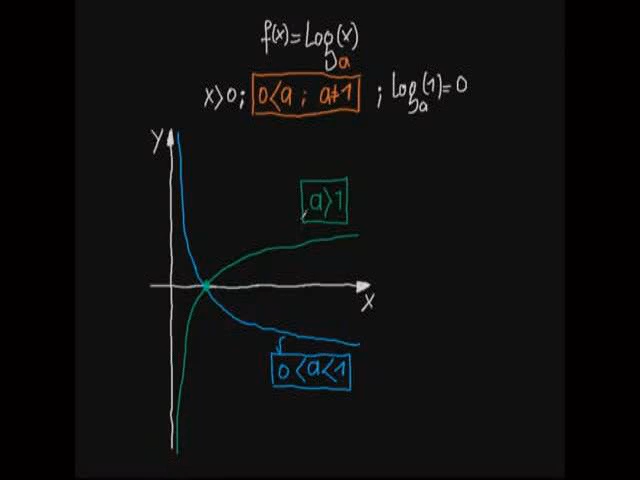 f(x)=Log a(x)
x>0; 0<a ; a≠1 ; log a(1)=0
y
a>1
x
0<a<1